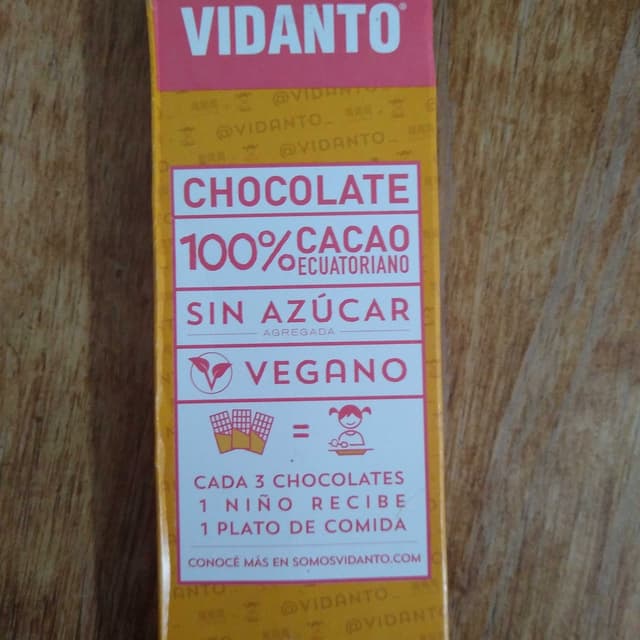 VIDANTO®
@VIDANTO_
@VIDANTO_
@VIDANTO_
CHOCOLATE
100% CACAO
ECUATORIANO
SIN AZÚCAR
AGREGADA
VEGANO
=
CADA 3 CHOCOLATES
1 NIÑO RECIBE
1 PLATO DE COMIDA
CONOCÉ MÁS EN SOMOSVIDANTO.COM
@VIDANTO